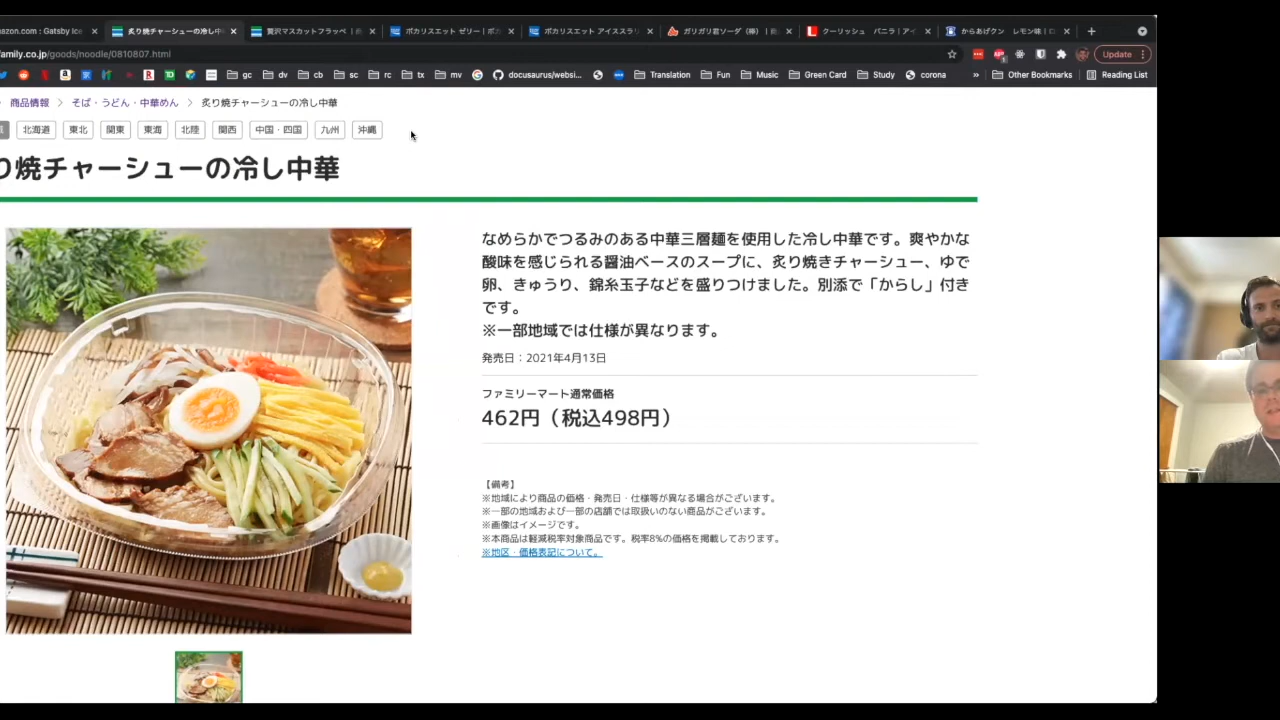 azon.com : Gatsby Ice
炙り焼チャーシューの冷し中
贅沢マスカットフラッペ
ポカリスエット ゼリー｜ポカ
ポカリスエット アイススラリ
ガリガリ君ソーダ（棒）
クーリッシュ バニラ｜アイ
からあげクン レモン味
family.co.jp/goods/noodle/0810807.html
Update
gc
dv
cb
sc
rc
tx
mv
docusaurus/websi...
Translation
Fun
Music
Green Card
Study
corona
»
Other Bookmarks
Reading List
商品情報 > そば・うどん・中華めん > 炙り焼チャーシューの冷し中華
北海道 東北 関東 東海 北陸 関西 中国・四国 九州 沖縄
り焼チャーシューの冷し中華
なめらかでつるみのある中華三層麺を使用した冷し中華です。爽やかな
酸味を感じられる醤油ベースのスープに、炙り焼きチャーシュー、ゆで
卵、きゅうり、錦糸玉子などを盛りつけました。別添で「からし」付き
です。
※一部地域では仕様が異なります。
発売日：2021年4月13日
ファミリーマート通常価格
462円（税込498円）
【備考】
※地域により商品の価格・発売日・仕様等が異なる場合がございます。
※一部の地域および一部の店舗では取扱いのない商品がございます。
※画像はイメージです。
※本商品は軽減税率対象商品です。税率8%の価格を掲載しております。
※地区・価格表記について。